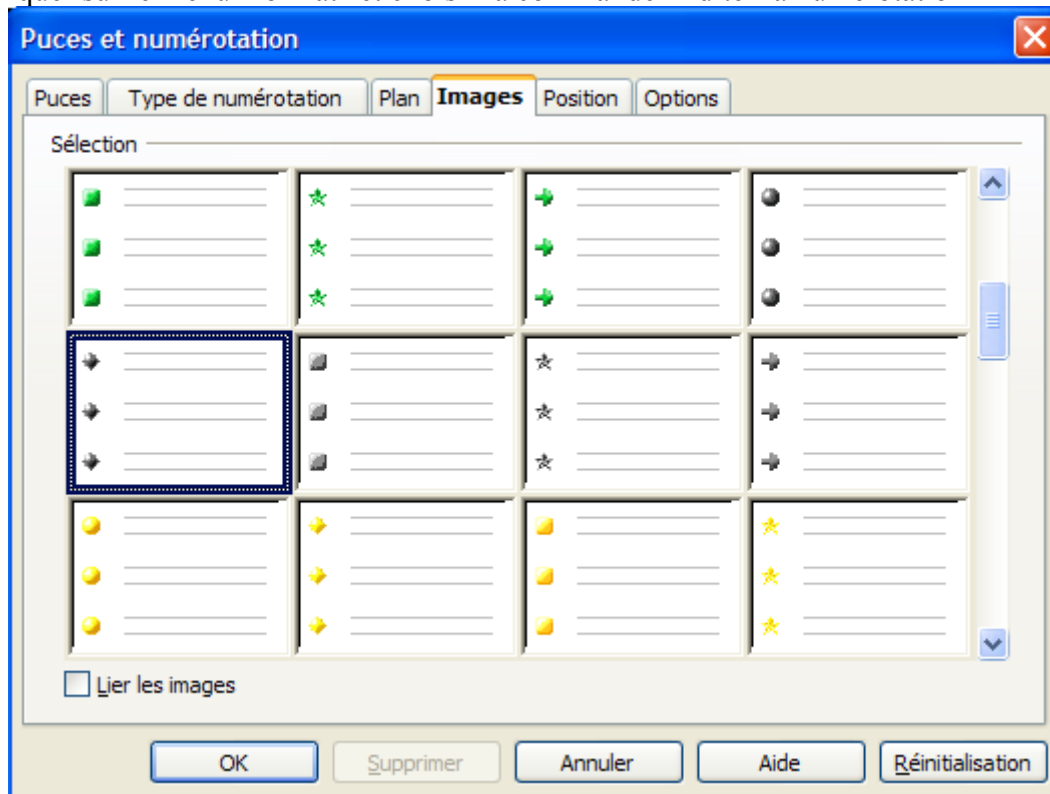 Puces et numérotation
Puces Type de numérotation Plan Images Position Options
Sélection
Lier les images
OK Supprimer Annuler Aide Réinitialisation